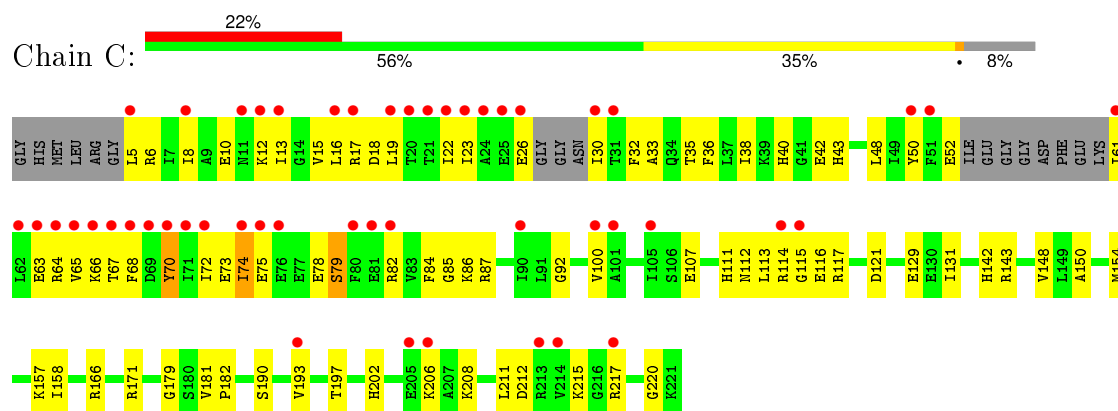 22%
Chain C:
56% 35% • 8%
GLY HIS MET LEU ARG GLY L5 R6 I7 I8 A9 E10 N11 K12 I13 G14 V15 L16 R17 D18 L19 T20 T21 I22 I23 A24 E25 E26 GLY GLY ASN I30 T31 F32 A33 Q34 T35 F36 L37 I38 K39 H40 G41 E42 H43 L48 I49 Y50 F51 E52 ILE GLU GLY GLY ASP PHE GLU LYS I61
L62 E63 R64 V65 K66 T67 F68 D69 Y70 I71 I72 E73 I74 E75 E76 E77 E78 S79 F80 E81 R82 V83 F84 G85 K86 R87 I90 L91 G92 V100 A101 I105 S106 E107 H111 N112 L113 R114 G115 E116 R117 D121 E129 E130 I131 H142 R143 V148 L149 A150 M154
K157 I158 R166 R171 G179 S180 V181 P182 S190 V193 T197 H202 E205 K206 A207 K208 L211 D212 R213 V214 K215 G216 R217 G220 K221